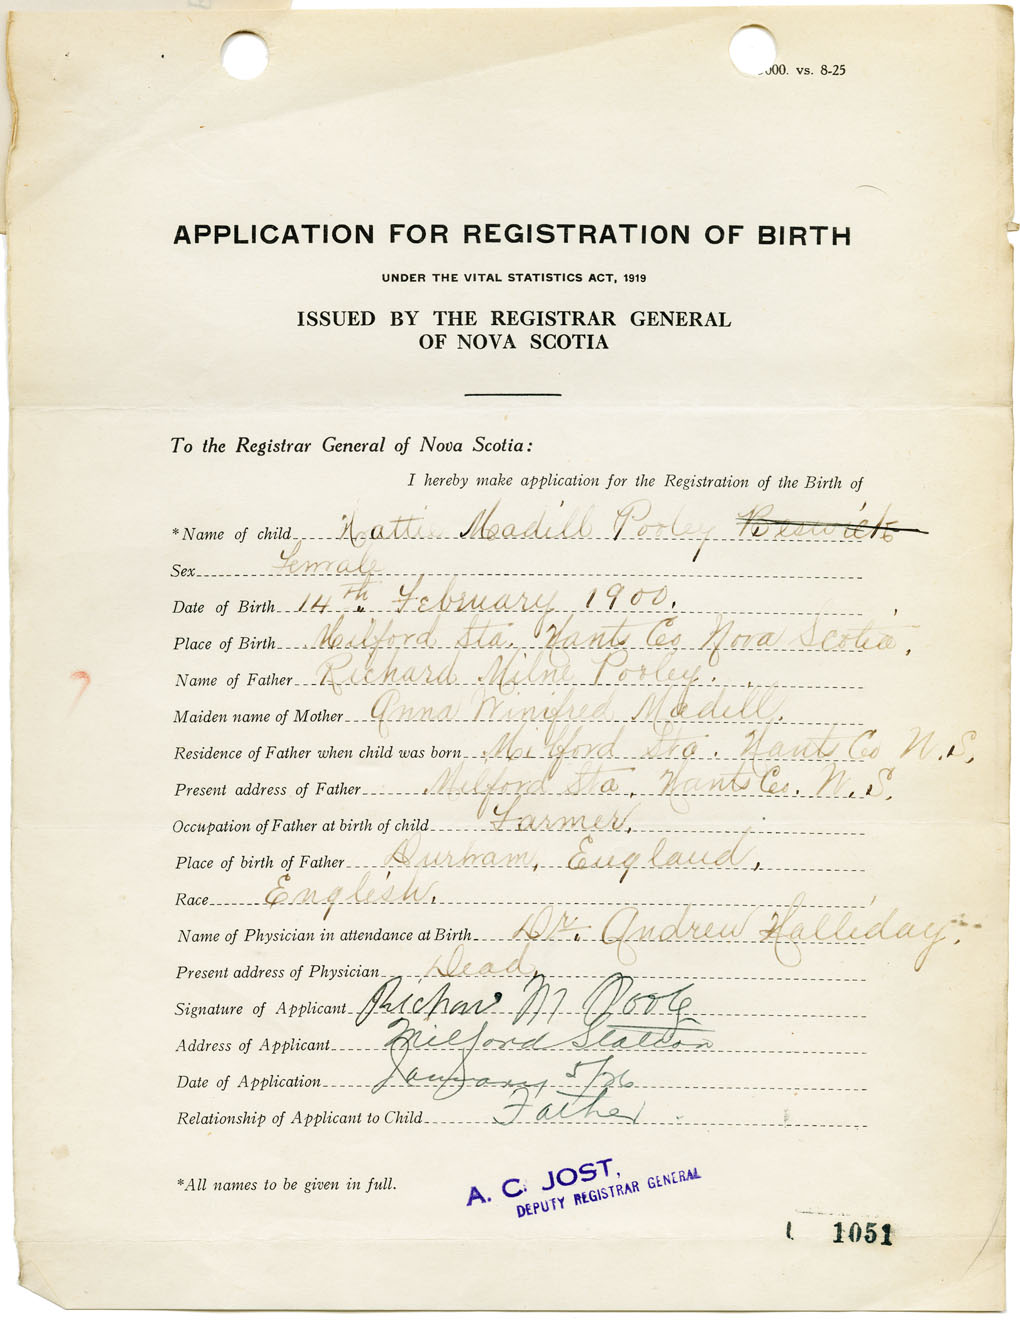 000. vs. 8-25
APPLICATION FOR REGISTRATION OF BIRTH
UNDER THE VITAL STATISTICS ACT, 1919
ISSUED BY THE REGISTRAR GENERAL
OF NOVA SCOTIA
To the Registrar General of Nova Scotia:
I hereby make application for the Registration of the Birth of
*Name of child Hattie Madill Pooley Beswick
Sex Female
Date of Birth 14th. February 1900.
Place of Birth Milford Sta. Hants Co Nova Scotia,
Name of Father Richard Milne Pooley.
Maiden name of Mother Anna Winifred Madill.
Residence of Father when child was born Milford Sta. Hants Co N.S,
Present address of Father Milford Sta. Hants Co. N.S,
Occupation of Father at birth of child Farmer,
Place of birth of Father Durham, England,
Race English.
Name of Physician in attendance at Birth Dr. Andrew Halliday,
Present address of Physician Dead,
Signature of Applicant Richard M Pooley
Address of Applicant Milford Station
Date of Application January 5/26
Relationship of Applicant to Child Father
*All names to be given in full.
A. C. JOST,
DEPUTY REGISTRAR GENERAL
1051